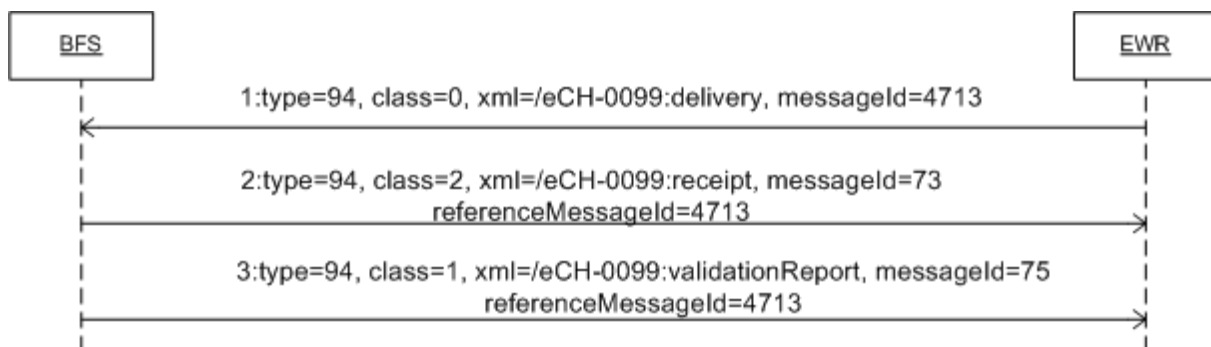 BFS
EWR
1:type=94, class=0, xml=/eCH-0099:delivery, messageId=4713
2:type=94, class=2, xml=/eCH-0099:receipt, messageId=73
referenceMessageId=4713
3:type=94, class=1, xml=/eCH-0099:validationReport, messageId=75
referenceMessageId=4713